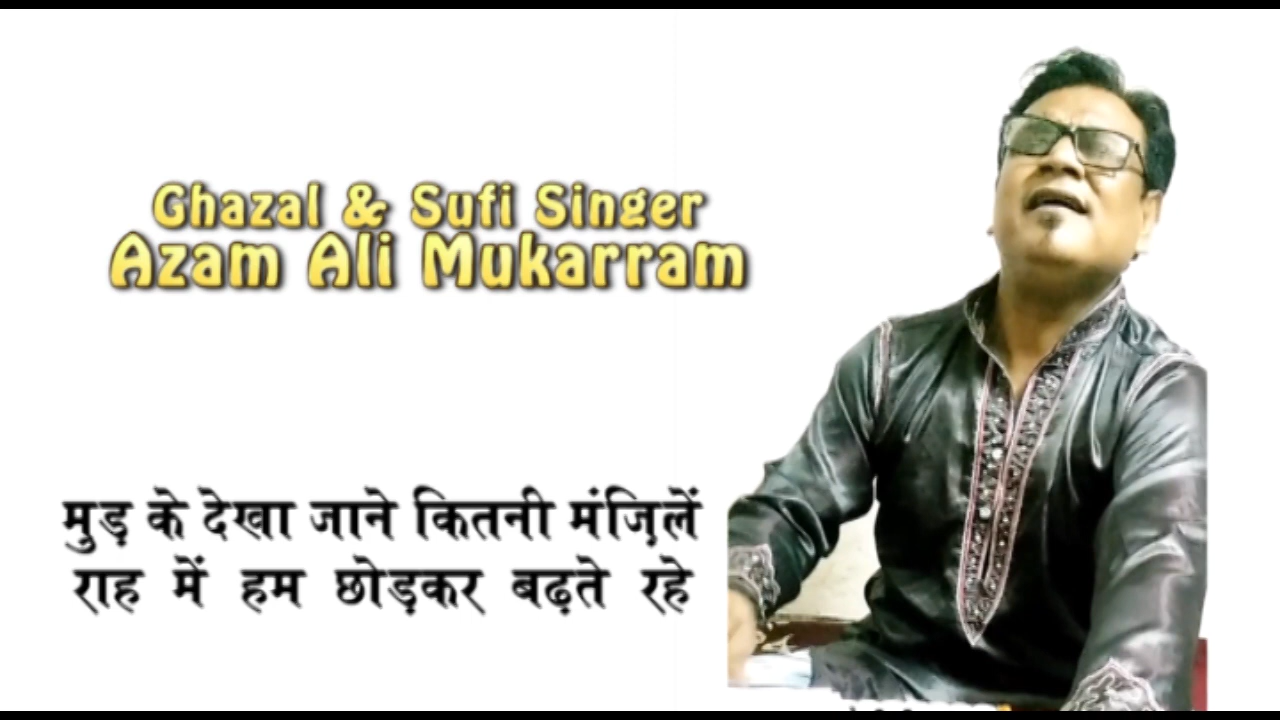 Ghazal & Sufi Singer
Azam Ali Mukarram
मुड़ के देखा जाने कितनी मंज़िलें
राह में हम छोड़कर बढ़ते रहे